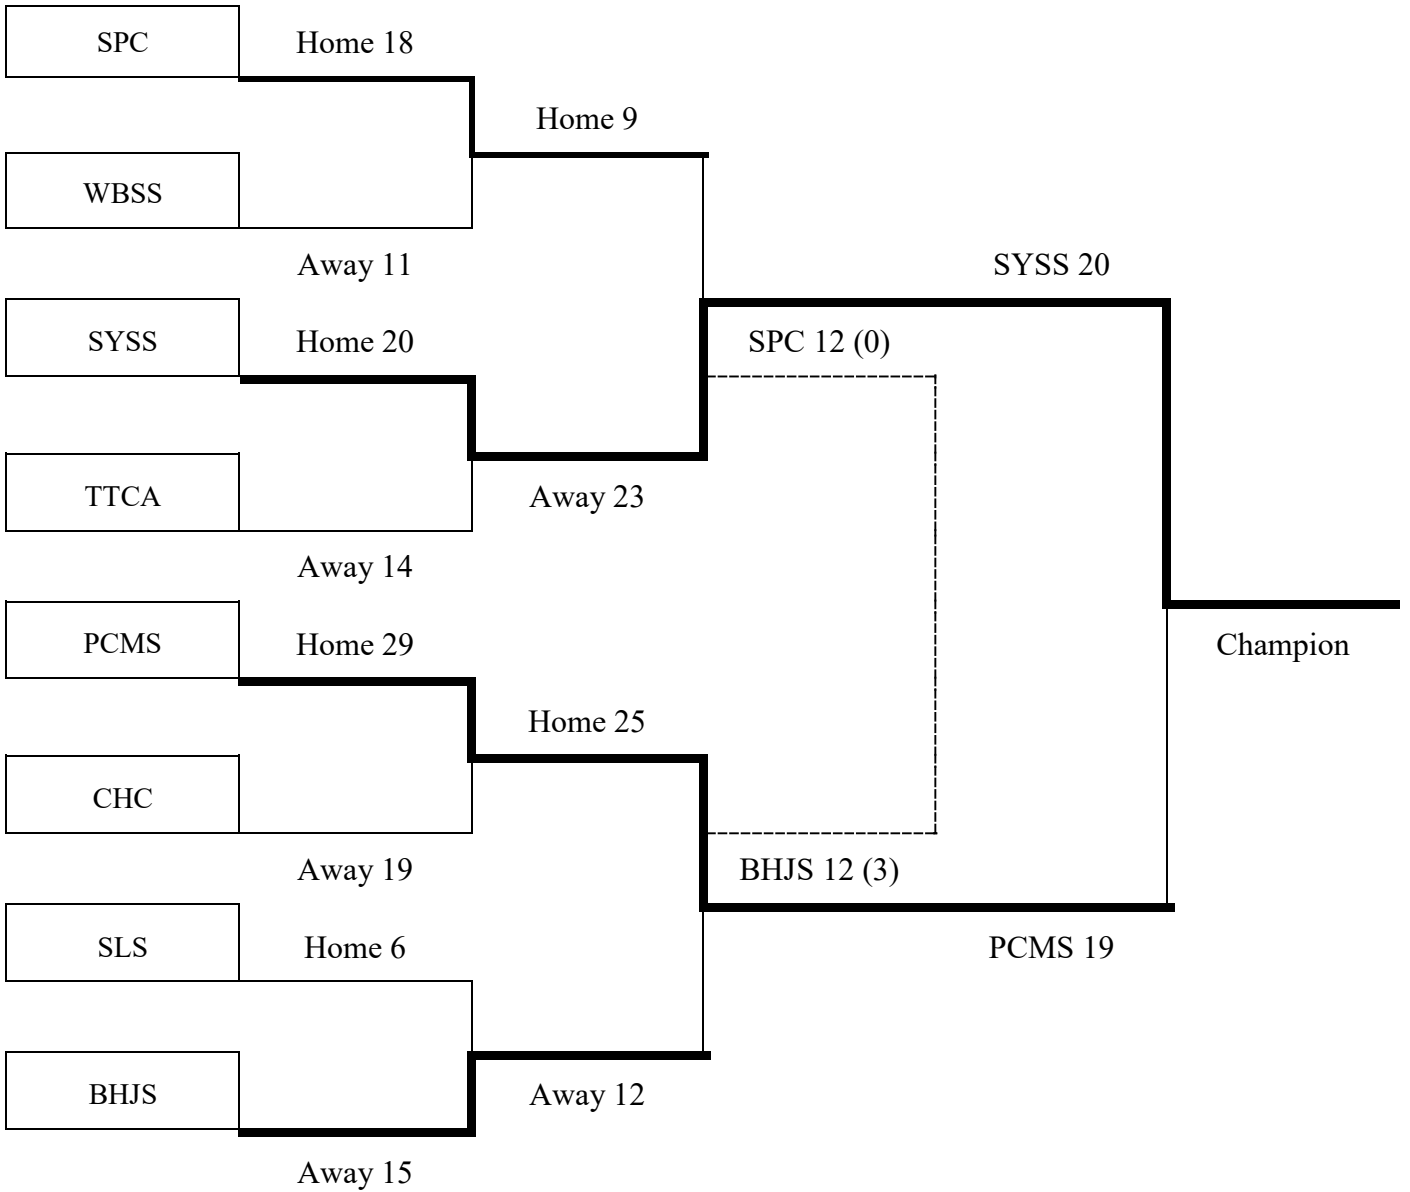 SPC
Home 18
Home 9
WBSS
Away 11
SYSS 20
SYSS
Home 20
SPC 12 (0)
TTCA
Away 23
Away 14
PCMS
Home 29
Champion
Home 25
CHC
Away 19
BHJS 12 (3)
SLS
Home 6
PCMS 19
BHJS
Away 12
Away 15